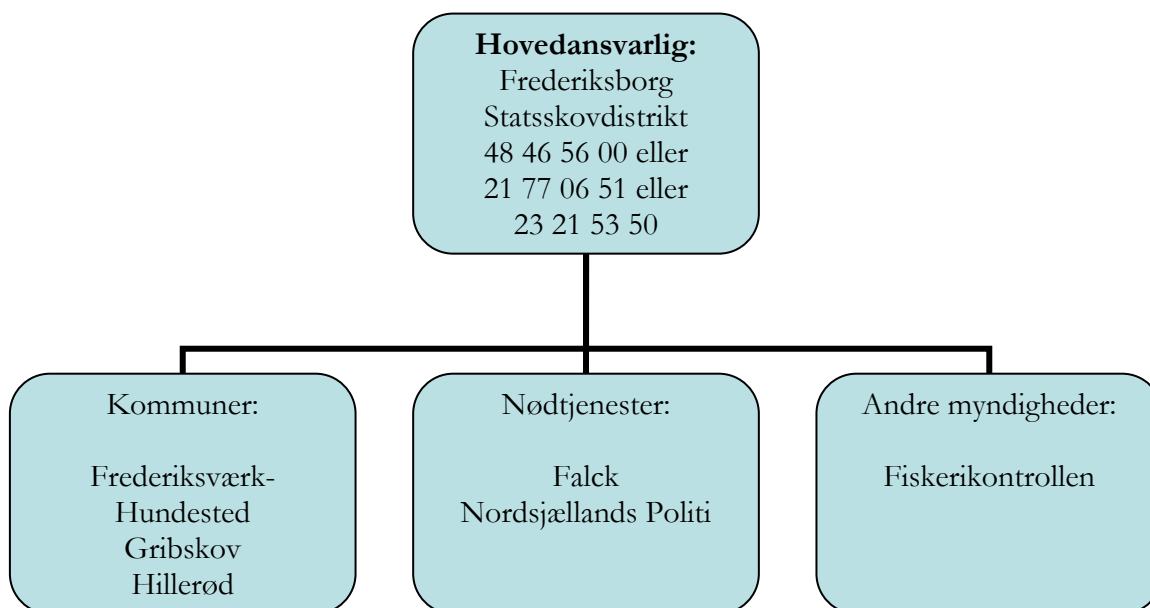 Hovedansvarlig:
Frederiksborg
Statsskovdistrikt
48 46 56 00 eller
21 77 06 51 eller
23 21 53 50
Kommuner:
Frederiksværk-
Hundested
Gribskov
Hillerød
Nødtjenester:
Falck
Nordsjællands Politi
Andre myndigheder:
Fiskerikontrollen